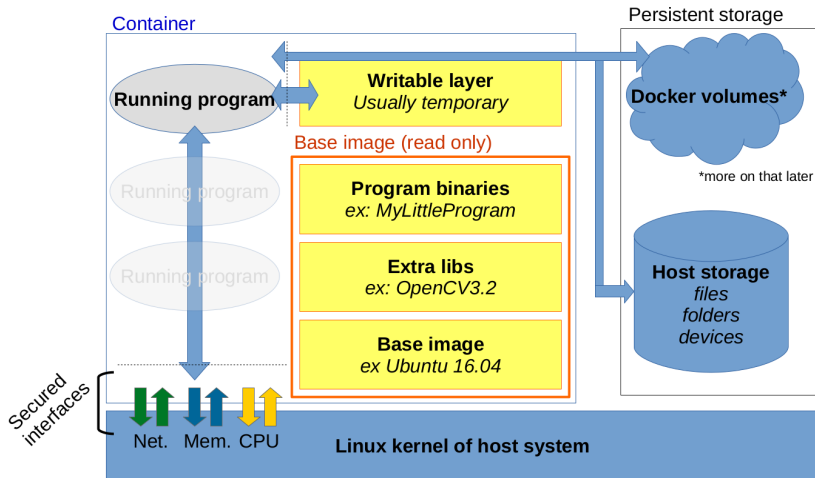 Container
Persistent storage
Running program
Writable layer
Usually temporary
Docker volumes*
*more on that later
Base image (read only)
Running program
Program binaries
ex: MyLittleProgram
Running program
Extra libs
ex: OpenCV3.2
Host storage
files
folders
devices
Base image
ex Ubuntu 16.04
Secured
interfaces
Net.
Mem.
CPU
Linux kernel of host system